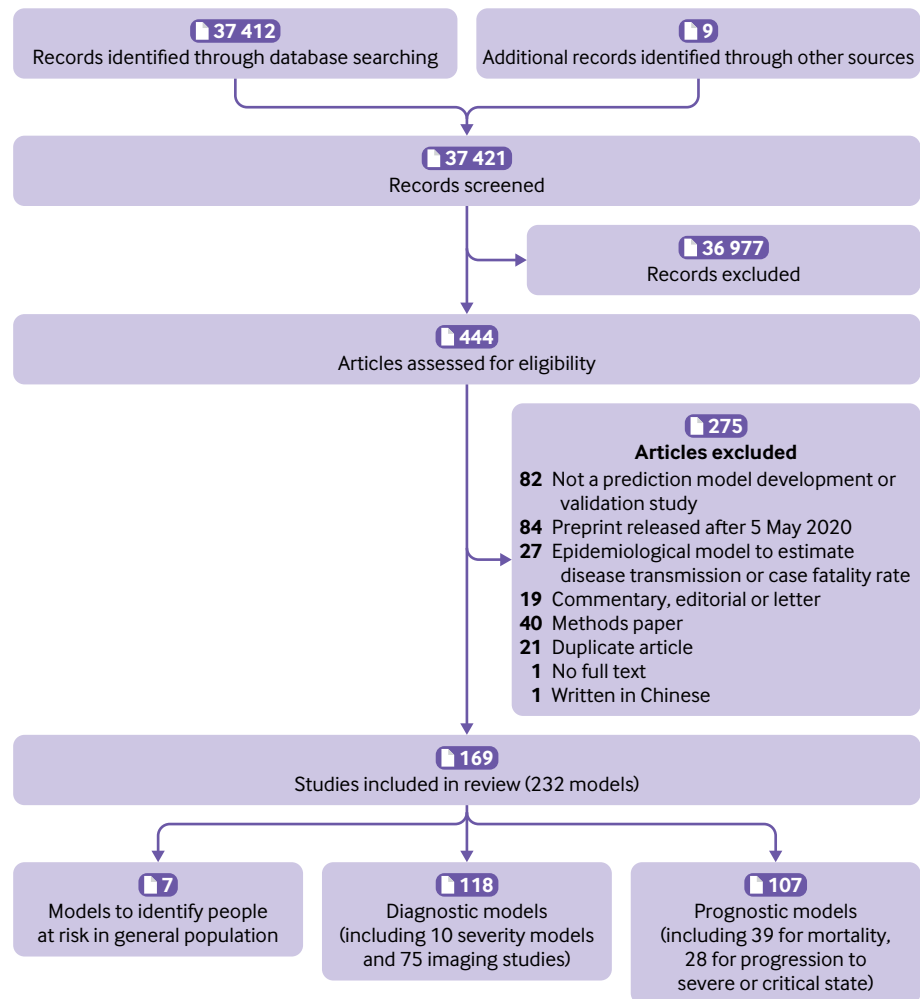 37 412
Records identified through database searching
9
Additional records identified through other sources
37 421
Records screened
36 977
Records excluded
444
Articles assessed for eligibility
275
Articles excluded
82 Not a prediction model development or
validation study
84 Preprint released after 5 May 2020
27 Epidemiological model to estimate
disease transmission or case fatality rate
19 Commentary, editorial or letter
40 Methods paper
21 Duplicate article
1 No full text
1 Written in Chinese
169
Studies included in review (232 models)
7
Models to identify people
at risk in general population
118
Diagnostic models
(including 10 severity models
and 75 imaging studies)
107
Prognostic models
(including 39 for mortality,
28 for progression to
severe or critical state)